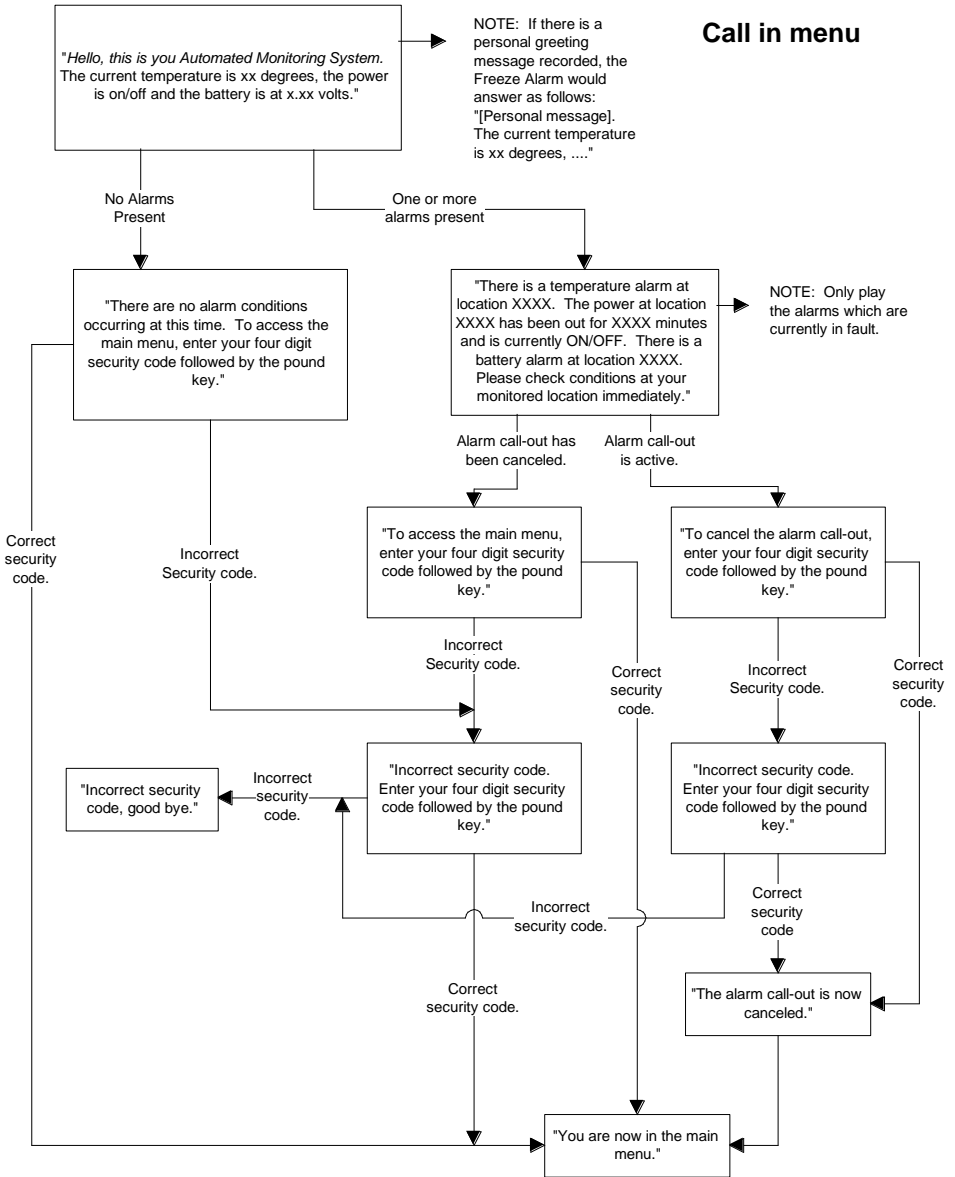 Call in menu
"Hello, this is you Automated Monitoring System.
The current temperature is xx degrees, the power
is on/off and the battery is at x.xx volts."
NOTE: If there is a
personal greeting
message recorded, the
Freeze Alarm would
answer as follows:
"[Personal message].
The current temperature
is xx degrees, ...."
No Alarms
Present
One or more
alarms present
"There are no alarm conditions
occurring at this time. To access the
main menu, enter your four digit
security code followed by the pound
key."
"There is a temperature alarm at
location XXXX. The power at location
XXXX has been out for XXXX minutes
and is currently ON/OFF. There is a
battery alarm at location XXXX.
Please check conditions at your
monitored location immediately."
NOTE: Only play
the alarms which are
currently in fault.
Alarm call-out has
been canceled.
Alarm call-out
is active.
Correct
security
code.
Incorrect
Security code.
"To access the main menu,
enter your four digit security
code followed by the pound
key."
"To cancel the alarm call-out,
enter your four digit security
code followed by the pound
key."
Incorrect
Security code.
Correct
security
code.
Incorrect
Security code.
Correct
security
code.
"Incorrect security
code, good bye."
Incorrect
security
code.
"Incorrect security code.
Enter your four digit security
code followed by the pound
key."
"Incorrect security code.
Enter your four digit security
code followed by the pound
key."
Incorrect
security code.
Correct
security
code
Correct
security code.
"The alarm call-out is now
canceled."
"You are now in the main
menu."